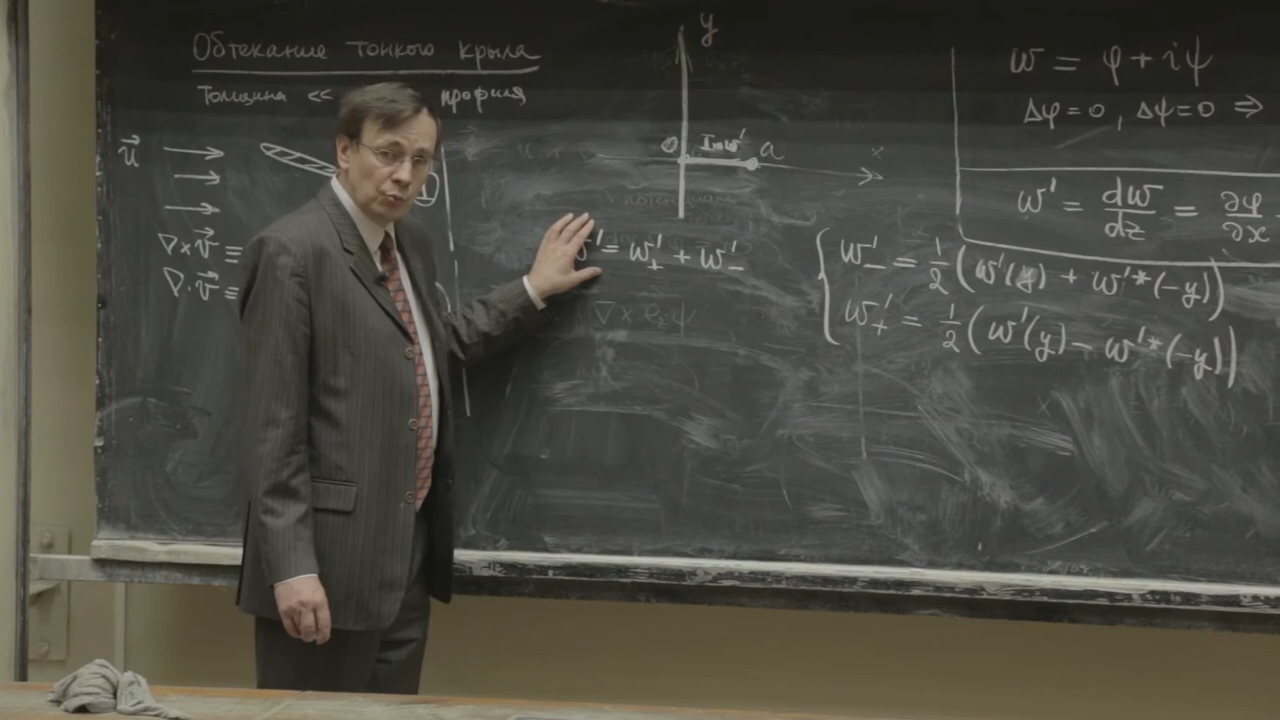 Обтекание тонкого крыла
Толщина << профиля
u⃗
∇×v⃗ ≡
∇·v⃗ ≡
y
0 Im w' a x
w' = w'₊ + w'₋
w = φ + iψ
Δφ=0, Δψ=0 ⇒
w' = dw/dz = ∂φ/∂x
w'₋ = 1/2 (w'(y) + w'*(-y))
w'₊ = 1/2 (w'(y) - w'*(-y))